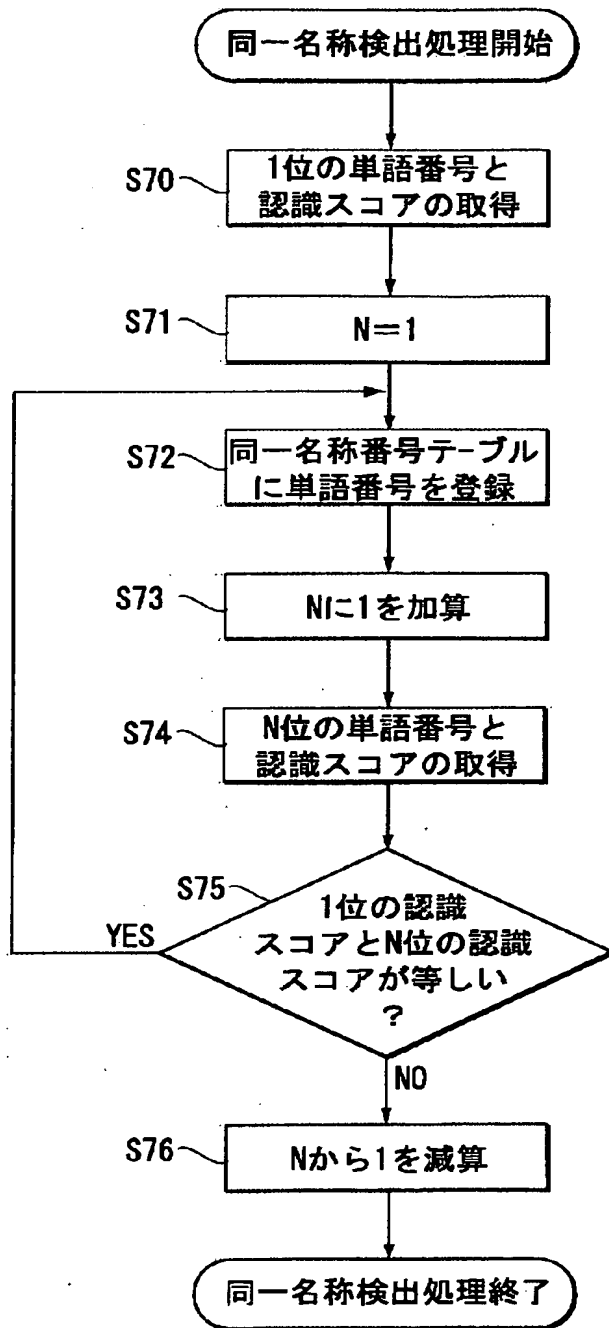 同一名称検出処理開始
S70
1位の単語番号と
認識スコアの取得
S71
N=1
S72
同一名称番号テーブル
に単語番号を登録
S73
Nに1を加算
S74
N位の単語番号と
認識スコアの取得
S75
1位の認識
スコアとN位の認識
スコアが等しい
?
YES
NO
S76
Nから1を減算
同一名称検出処理終了